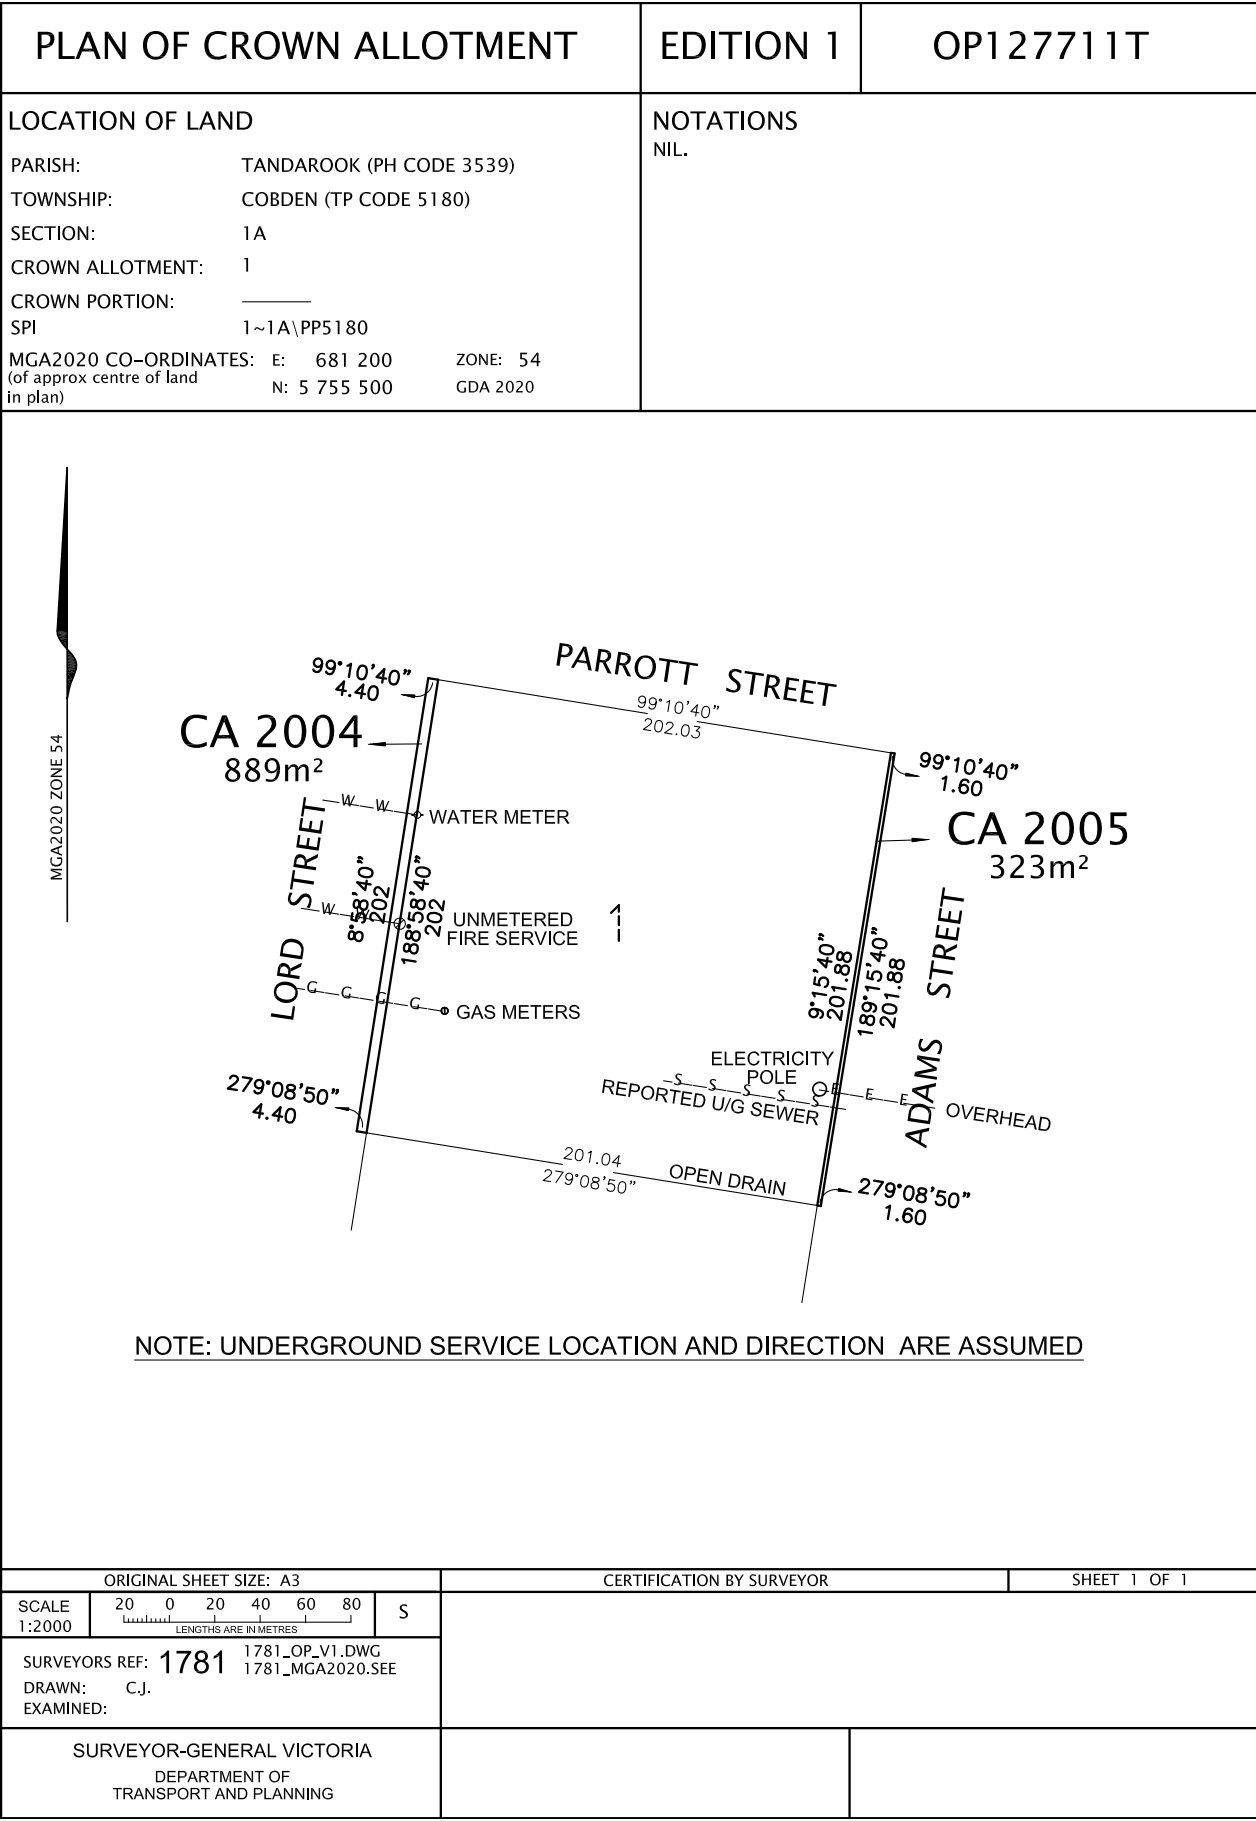 PLAN OF CROWN ALLOTMENT
EDITION 1
OP127711T
LOCATION OF LAND
PARISH: TANDAROOK (PH CODE 3539)
TOWNSHIP: COBDEN (TP CODE 5180)
SECTION: 1A
CROWN ALLOTMENT: 1
CROWN PORTION:
SPI 1~1A\PP5180
MGA2020 CO-ORDINATES: E: 681 200 ZONE: 54
(of approx centre of land
in plan)
N: 5 755 500 GDA 2020
NOTATIONS
NIL.
MGA2020 ZONE 54
PARROTT STREET
99°10'40"
202.03
99°10'40"
4.40
CA 2004
889m²
W W
WATER METER
LORD STREET
8°58'40"
202
188°58'40"
202
W W
UNMETERED
FIRE SERVICE
1
G G G G
GAS METERS
279°08'50"
4.40
99°10'40"
1.60
CA 2005
323m²
9°15'40"
201.88
189°15'40"
201.88
ADAMS STREET
ELECTRICITY
POLE
S S S S S
REPORTED U/G SEWER
E E E
OVERHEAD
201.04
279°08'50"
OPEN DRAIN
279°08'50"
1.60
NOTE: UNDERGROUND SERVICE LOCATION AND DIRECTION ARE ASSUMED
ORIGINAL SHEET SIZE: A3
CERTIFICATION BY SURVEYOR
SHEET 1 OF 1
SCALE
1:2000
20 0 20 40 60 80
LENGTHS ARE IN METRES
S
SURVEYORS REF: 1781
1781_OP_V1.DWG
1781_MGA2020.SEE
DRAWN: C.J.
EXAMINED:
SURVEYOR-GENERAL VICTORIA
DEPARTMENT OF
TRANSPORT AND PLANNING